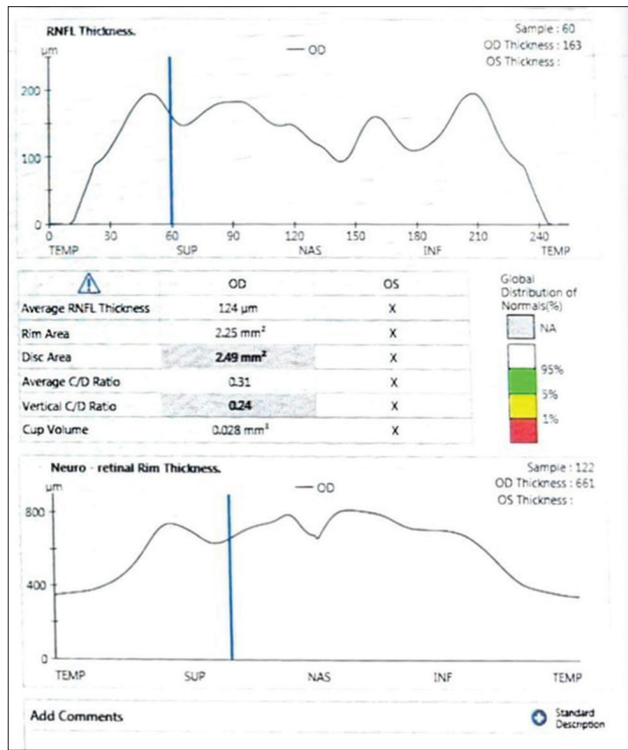 RNFL Thickness.
µm
OD
Sample : 60
OD Thickness : 163
OS Thickness :
200
100
0
0 30 60 90 120 150 180 210 240
TEMP SUP NAS INF TEMP
OD OS
Average RNFL Thickness 124 µm X
Rim Area 2.25 mm² X
Disc Area 2.49 mm² X
Average C/D Ratio 0.31 X
Vertical C/D Ratio 0.24 X
Cup Volume 0.028 mm³ X
Global
Distribution of
Normals(%)
NA
95%
5%
1%
Neuro - retinal Rim Thickness.
µm
OD
Sample : 122
OD Thickness : 661
OS Thickness :
800
400
0
TEMP SUP NAS INF TEMP
Add Comments
Standard
Description